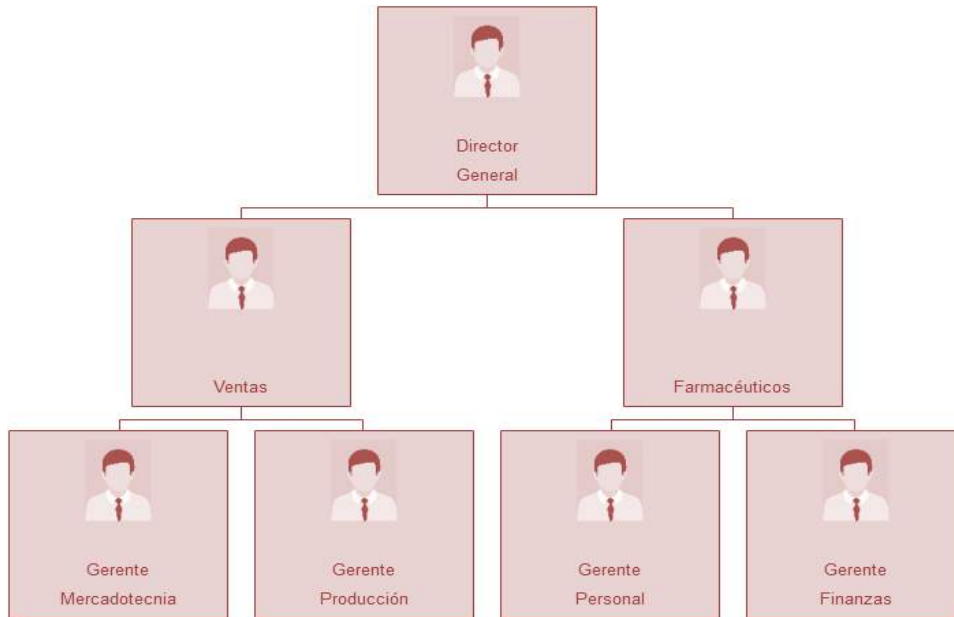 Director
General
Ventas
Farmacéuticos
Gerente
Mercadotecnia
Gerente
Producción
Gerente
Personal
Gerente
Finanzas